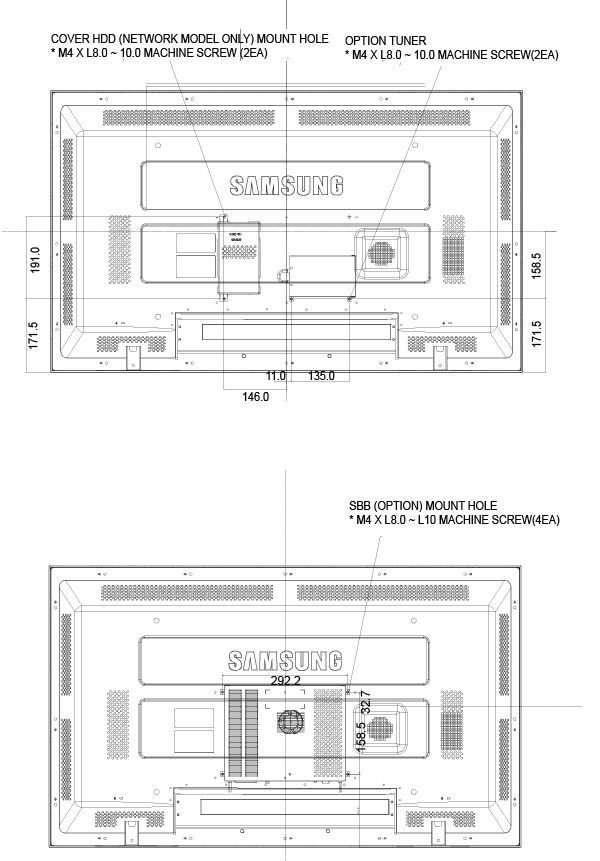 COVER HDD (NETWORK MODEL ONLY) MOUNT HOLE
* M4 X L8.0 ~ 10.0 MACHINE SCREW (2EA)
OPTION TUNER
* M4 X L8.0 ~ 10.0 MACHINE SCREW(2EA)
SAMSUNG
191.0
158.5
171.5
171.5
11.0
135.0
146.0
SBB (OPTION) MOUNT HOLE
* M4 X L8.0 ~ L10 MACHINE SCREW(4EA)
SAMSUNG
292.2
32.7
158.5